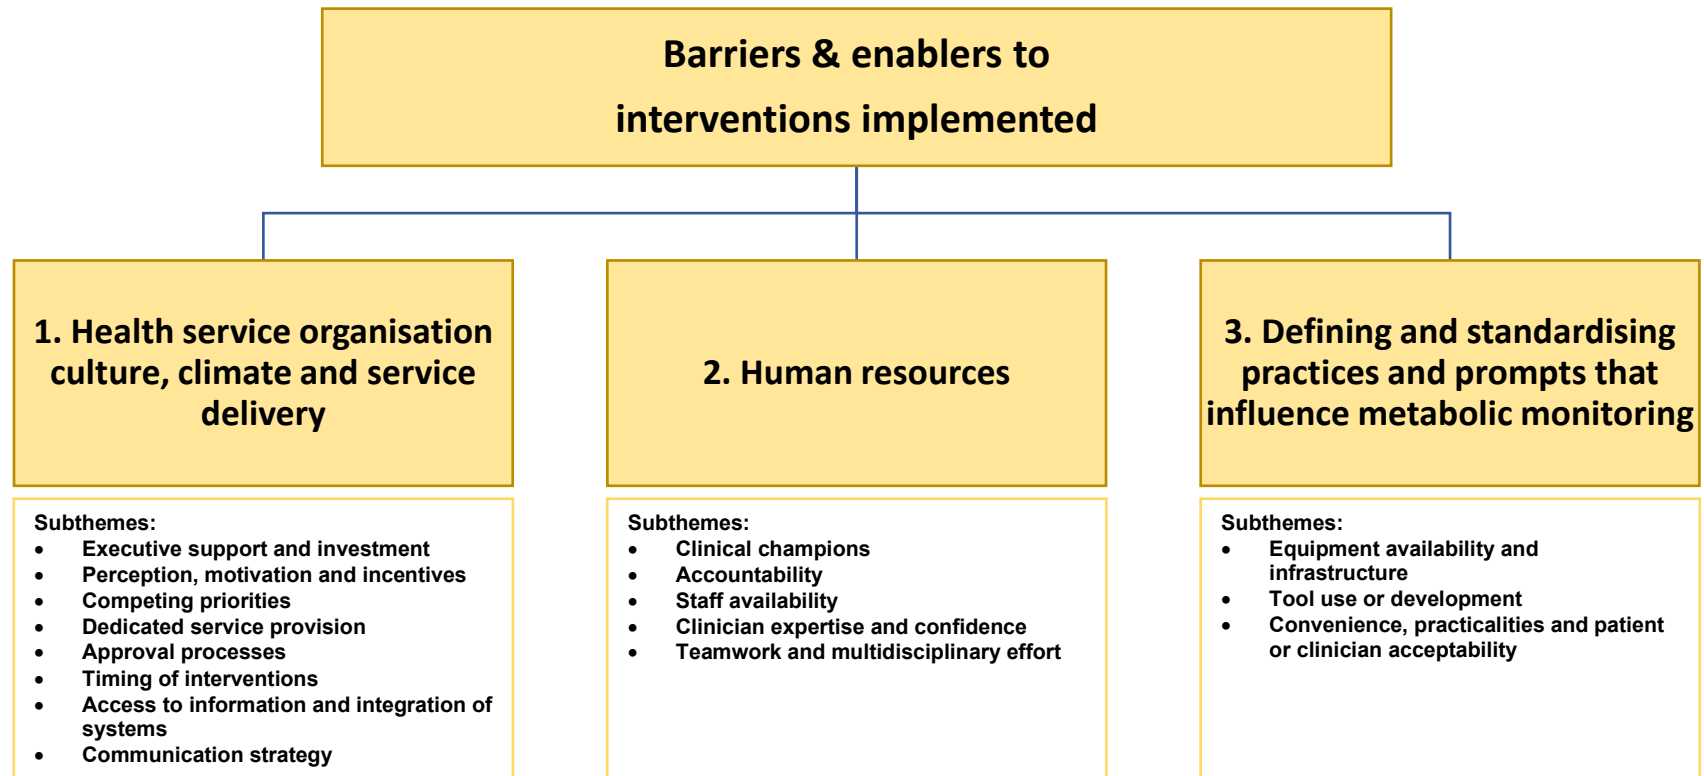 Barriers & enablers to
interventions implemented
1. Health service organisation
culture, climate and service
delivery
Subthemes:
• Executive support and investment
• Perception, motivation and incentives
• Competing priorities
• Dedicated service provision
• Approval processes
• Timing of interventions
• Access to information and integration of
systems
• Communication strategy
2. Human resources
Subthemes:
• Clinical champions
• Accountability
• Staff availability
• Clinician expertise and confidence
• Teamwork and multidisciplinary effort
3. Defining and standardising
practices and prompts that
influence metabolic monitoring
Subthemes:
• Equipment availability and
infrastructure
• Tool use or development
• Convenience, practicalities and patient
or clinician acceptability